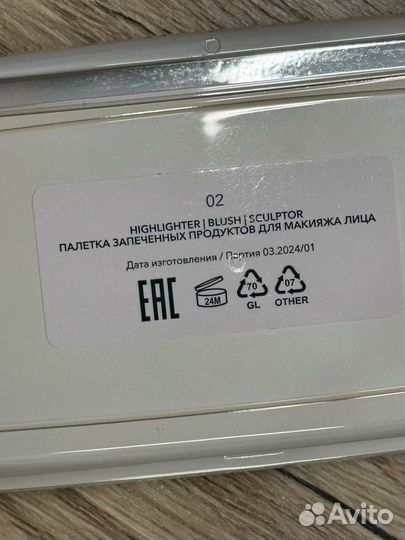 02
HIGHLIGHTER | BLUSH | SCULPTOR
ПАЛЕТКА ЗАПЕЧЕННЫХ ПРОДУКТОВ ДЛЯ МАКИЯЖА ЛИЦА
Дата изготовления / Партия 03.2024/01
EAC 24M 70 07
GL OTHER
Avito